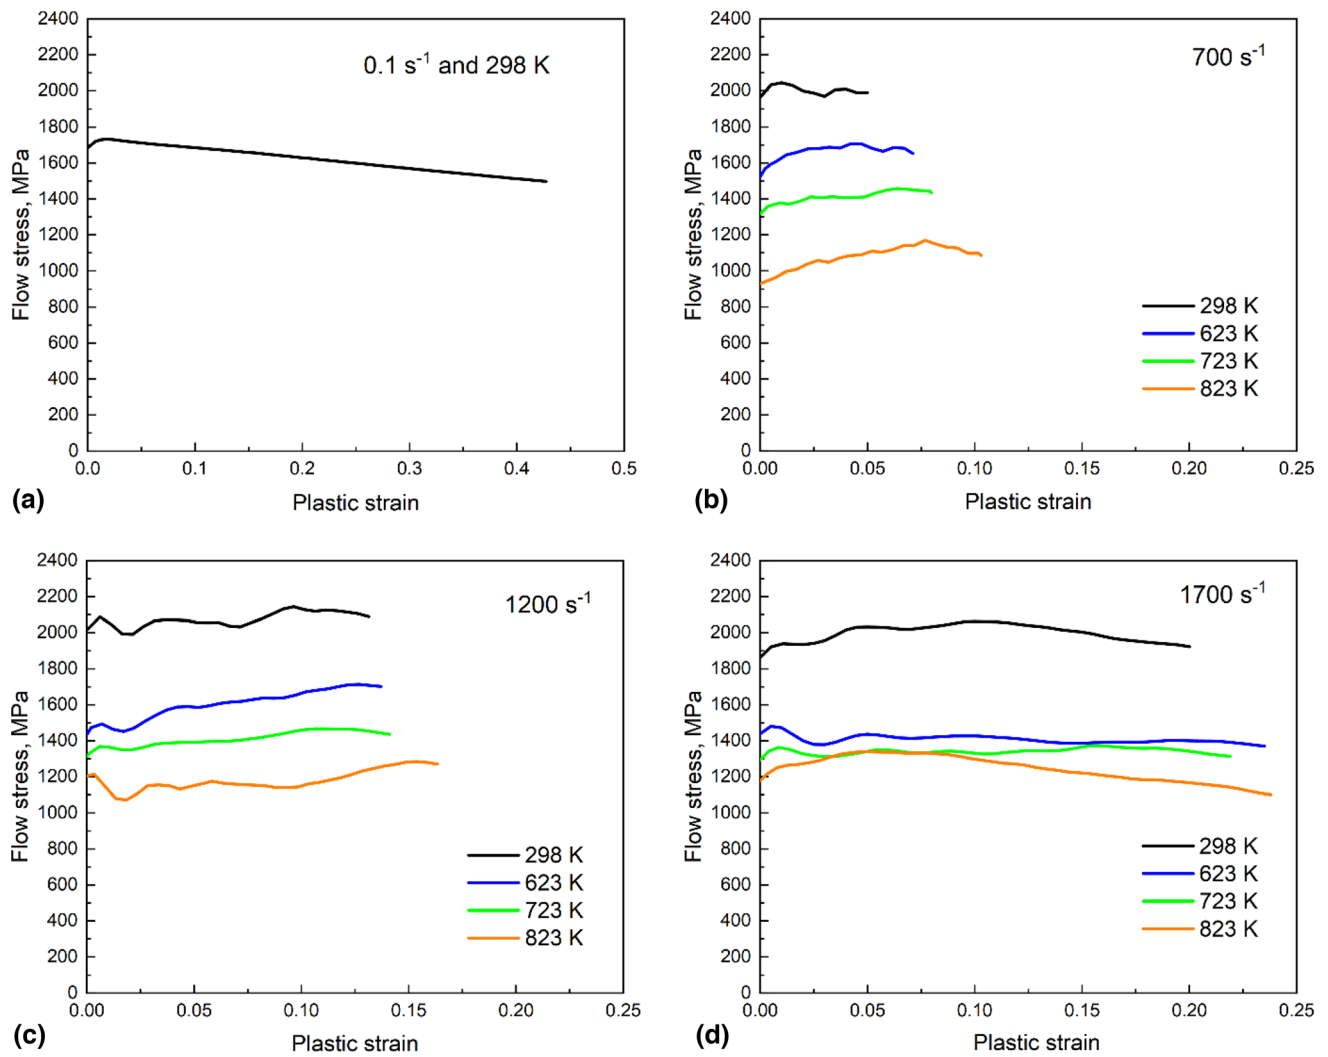 2400
2200
2000
1800
1600
1400
1200
1000
800
600
400
200
0
Flow stress, MPa
0.1 s⁻¹ and 298 K
0.0 0.1 0.2 0.3 0.4 0.5
Plastic strain
(a)
2400
2200
2000
1800
1600
1400
1200
1000
800
600
400
200
0
Flow stress, MPa
700 s⁻¹
298 K
623 K
723 K
823 K
0.00 0.05 0.10 0.15 0.20 0.25
Plastic strain
(b)
2400
2200
2000
1800
1600
1400
1200
1000
800
600
400
200
0
Flow stress, MPa
1200 s⁻¹
298 K
623 K
723 K
823 K
0.00 0.05 0.10 0.15 0.20 0.25
Plastic strain
(c)
2400
2200
2000
1800
1600
1400
1200
1000
800
600
400
200
0
Flow stress, MPa
1700 s⁻¹
298 K
623 K
723 K
823 K
0.00 0.05 0.10 0.15 0.20 0.25
Plastic strain
(d)